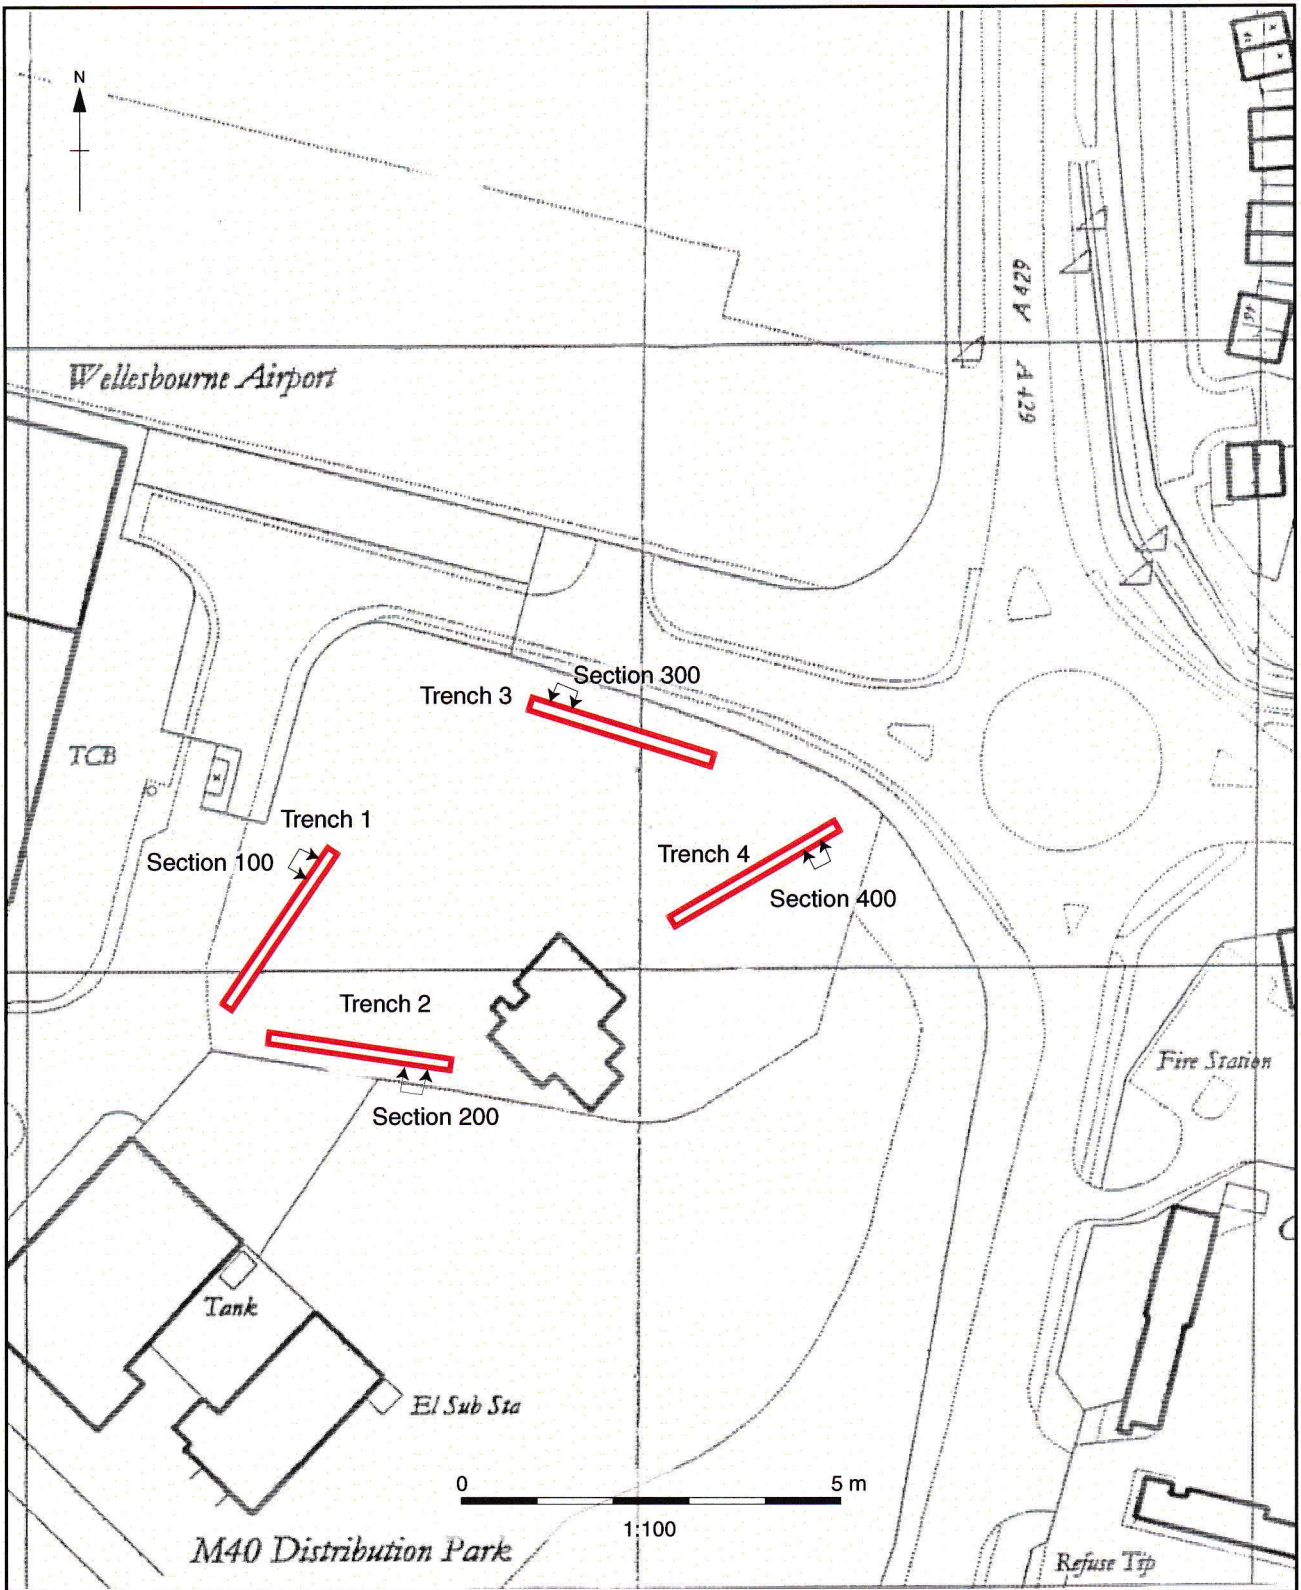 N
A 429
A 429
Wellesbourne Airport
Section 300
Trench 3
TCB
Trench 1
Section 100
Trench 4
Section 400
Trench 2
Section 200
Fire Station
Tank
El Sub Sta
0 5 m
1:100
M40 Distribution Park
Refuse Tip